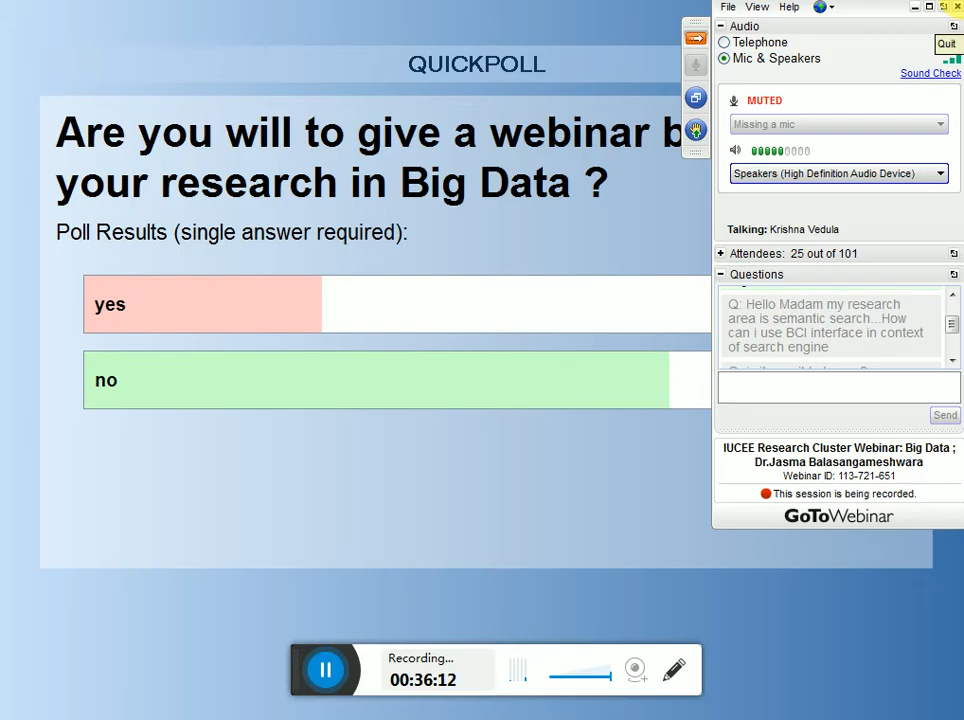 File View Help
QUICKPOLL
Are you will to give a webinar
your research in Big Data ?
Poll Results (single answer required):
yes
no
Audio
Quit
Telephone
Mic & Speakers
Sound Check
MUTED
Missing a mic
Speakers (High Definition Audio Device)
Talking: Krishna Vedula
Attendees: 25 out of 101
Questions
Q: Hello Madam my research
area is semantic search...How
can i use BCI interface in context
of search engine
Send
IUCEE Research Cluster Webinar: Big Data ;
Dr.Jasma Balasangameshwara
Webinar ID: 113-721-651
This session is being recorded.
GoToWebinar
Recording...
00:36:12